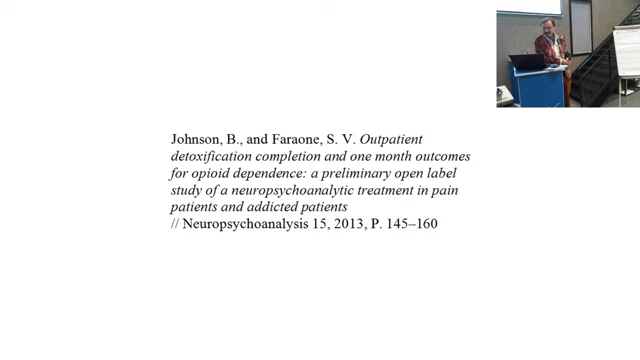 Johnson, B., and Faraone, S. V. Outpatient
detoxification completion and one month outcomes
for opioid dependence: a preliminary open label
study of a neuropsychoanalytic treatment in pain
patients and addicted patients
// Neuropsychoanalysis 15, 2013, P. 145–160